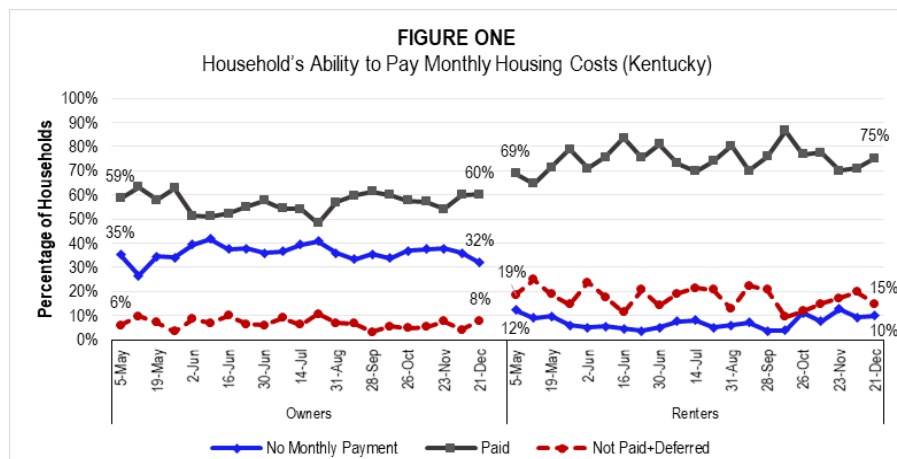 FIGURE ONE
Household's Ability to Pay Monthly Housing Costs (Kentucky)
Percentage of Households
100%
90%
80%
70%
60%
50%
40%
30%
20%
10%
0%
59%
35%
6%
60%
32%
8%
69%
19%
12%
75%
15%
10%
5-May
19-May
2-Jun
16-Jun
30-Jun
14-Jul
31-Aug
28-Sep
26-Oct
23-Nov
21-Dec
5-May
19-May
2-Jun
16-Jun
30-Jun
14-Jul
31-Aug
28-Sep
26-Oct
23-Nov
21-Dec
Owners
Renters
No Monthly Payment
Paid
Not Paid+Deferred